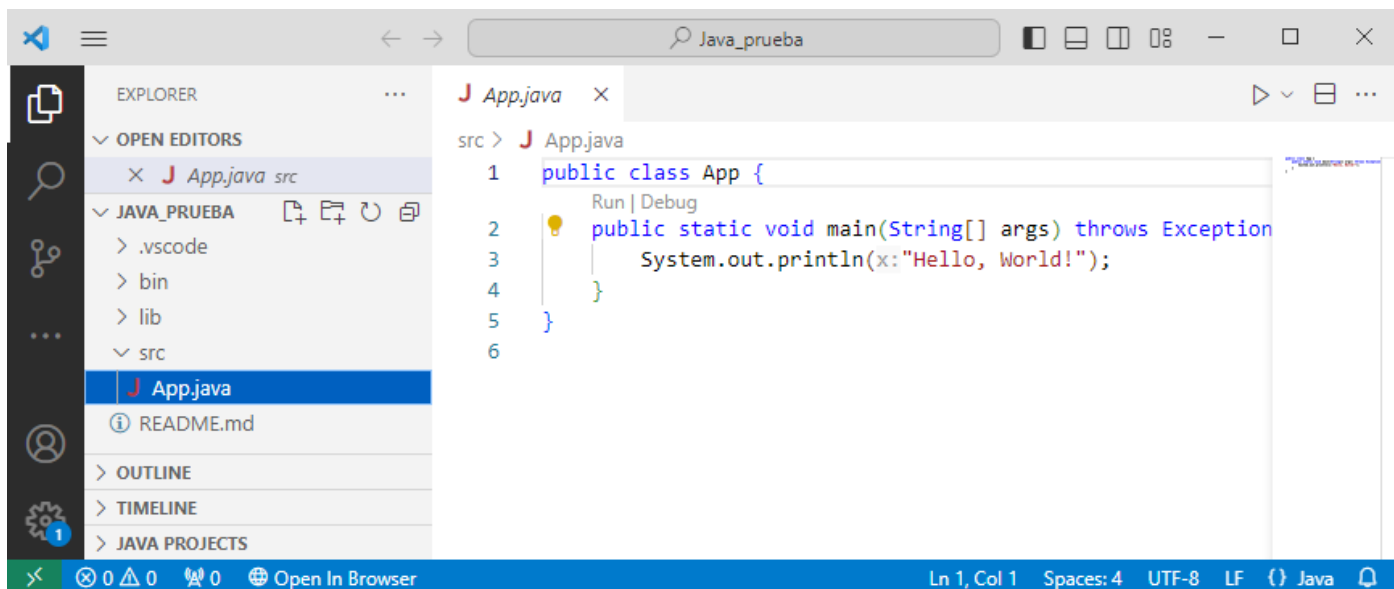 Java_prueba
EXPLORER
App.java
OPEN EDITORS
App.java src
JAVA_PRUEBA
.vscode
bin
lib
src
App.java
README.md
OUTLINE
TIMELINE
JAVA PROJECTS
src > J App.java
1 public class App {
Run | Debug
2 public static void main(String[] args) throws Exception
3 System.out.println(x:"Hello, World!");
4 }
5 }
6
1
0 0 0 Open In Browser Ln 1, Col 1 Spaces: 4 UTF-8 LF {} Java